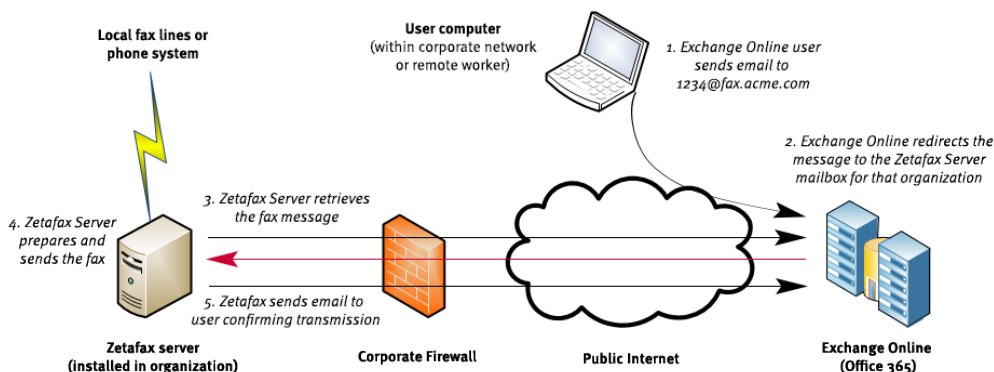 Local fax lines or
phone system
User computer
(within corporate network
or remote worker)
1. Exchange Online user
sends email to
1234@fax.acme.com
2. Exchange Online redirects the
message to the Zetafax Server
mailbox for that organization
3. Zetafax Server retrieves
the fax message
4. Zetafax Server
prepares and
sends the fax
5. Zetafax sends email to
user confirming transmission
Zetafax server
(installed in organization)
Corporate Firewall
Public Internet
Exchange Online
(Office 365)